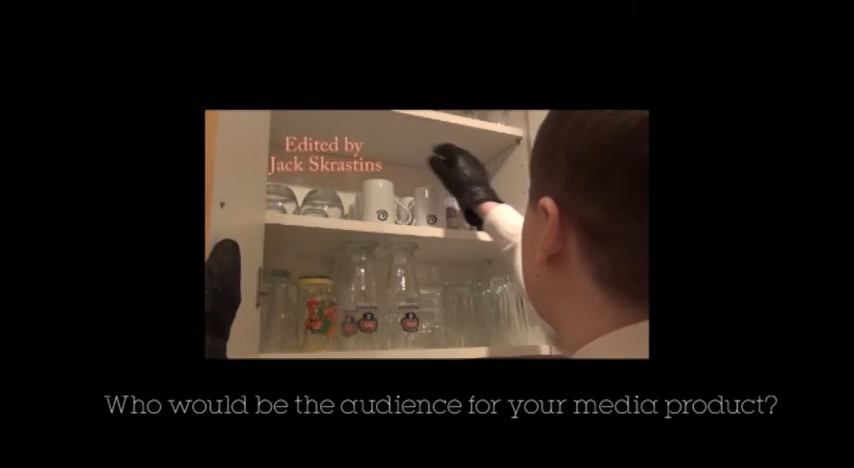 Edited by
Jack Skrastins
Who would be the audience for your media product?